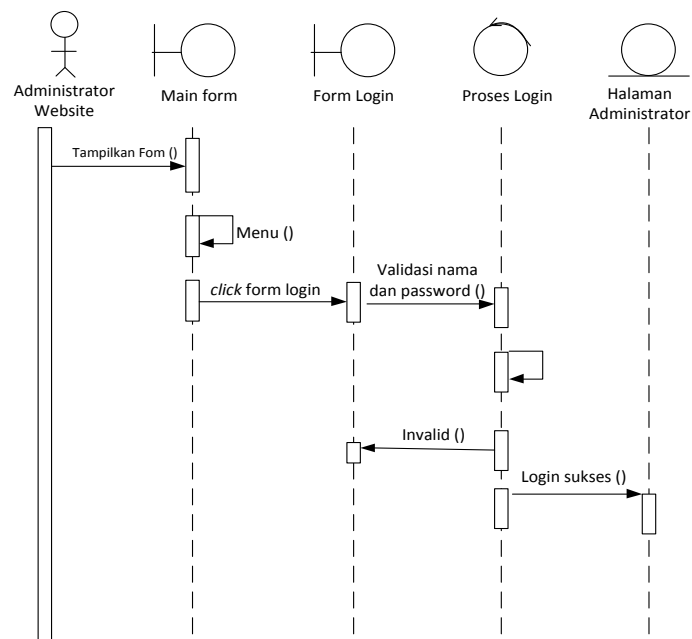 Administrator
Website
Main form
Form Login
Proses Login
Halaman
Administrator
Tampilkan Fom ()
Menu ()
click form login
Validasi nama
dan password ()
Invalid ()
Login sukses ()